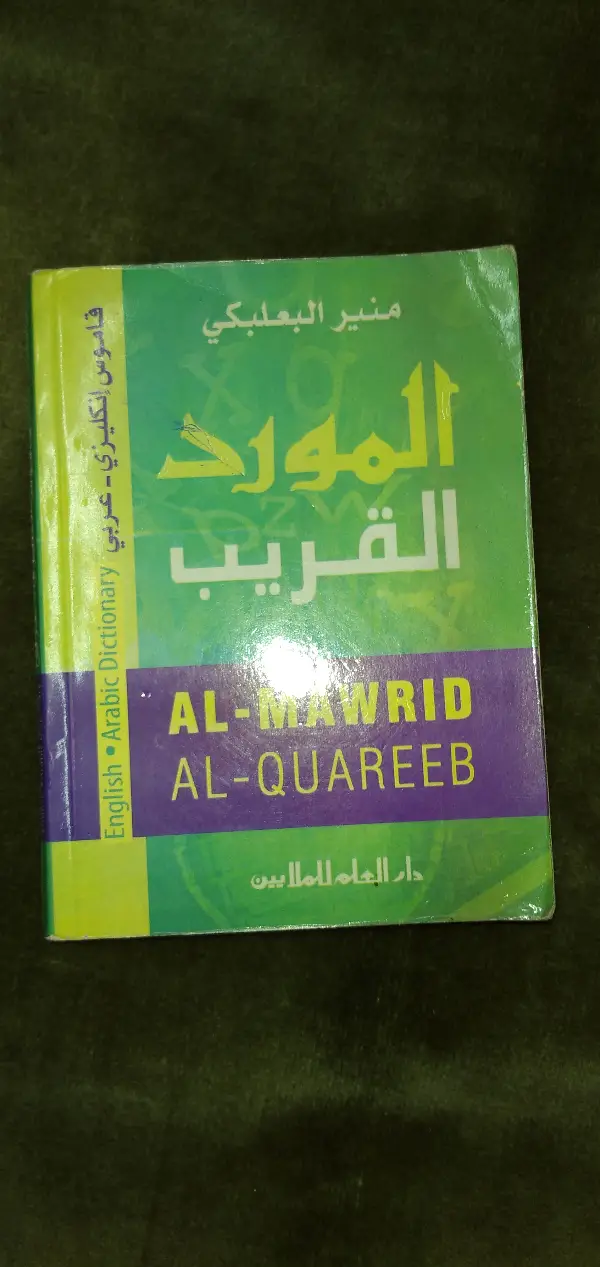 منير البعلبكي
المورد
القريب
AL-MAWRID
AL-QUAREEB
دار العلم للملايين
قاموس إنكليزي - عربي
English • Arabic Dictionary